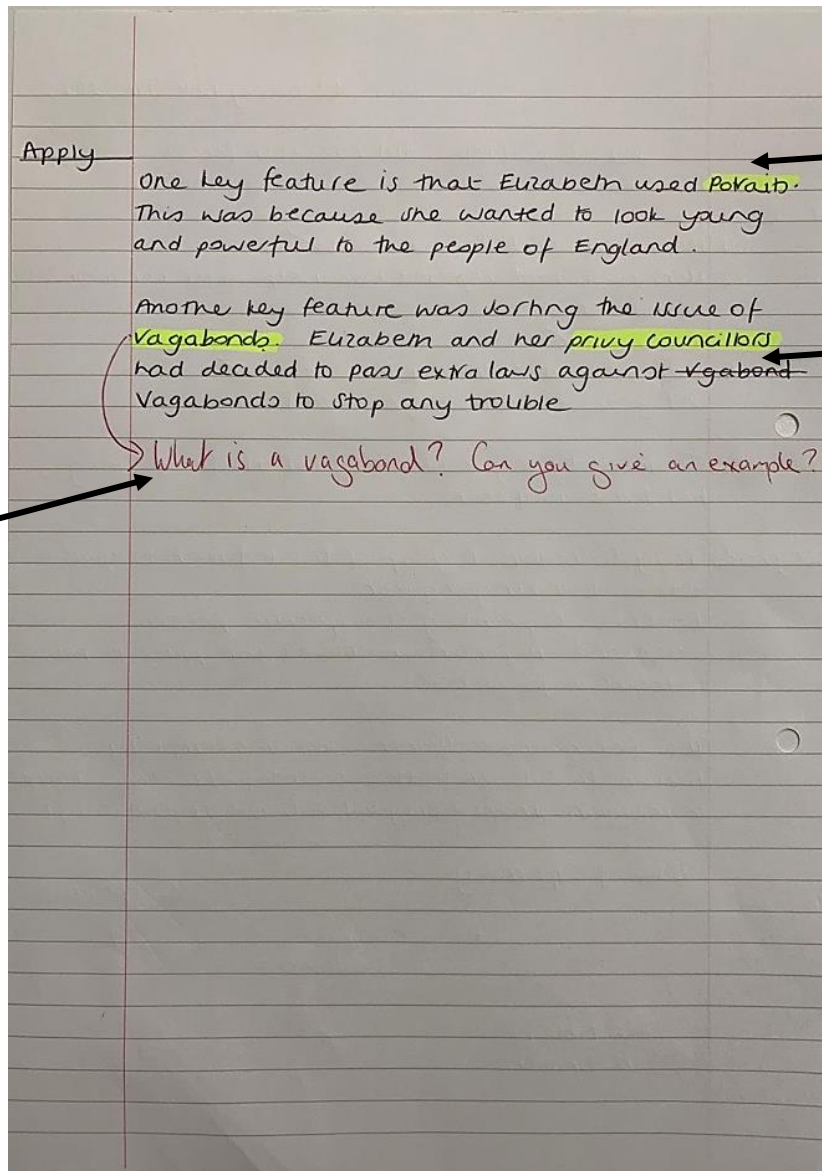 Apply
One key feature is that Elizabeth used Poraits.
This was because she wanted to look young
and powerful to the people of England.
Another key feature was sorting the issue of
Vagabonds. Elizabeth and her privy councillors
had decided to pass extra laws against vgabond
Vagabonds to stop any trouble
What is a vagabond? Can you give an example?